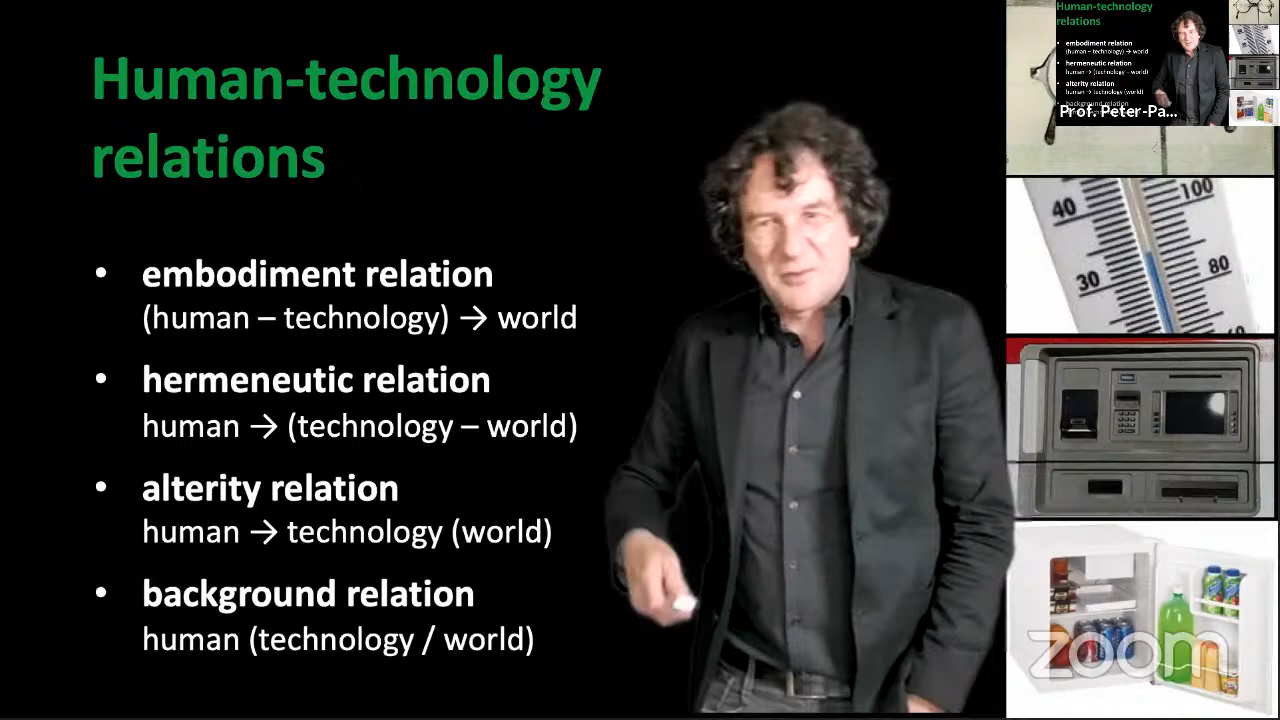 Human-technology
relations
• embodiment relation
(human – technology) → world
• hermeneutic relation
human → (technology – world)
• alterity relation
human → technology (world)
• background relation
human (technology / world)
Human-technology
relations
• embodiment relation
(human – technology) → world
• hermeneutic relation
human → (technology – world)
• alterity relation
human → technology (world)
• background relation
Prof. Peter-Pa...
40
100
30
80
zoom